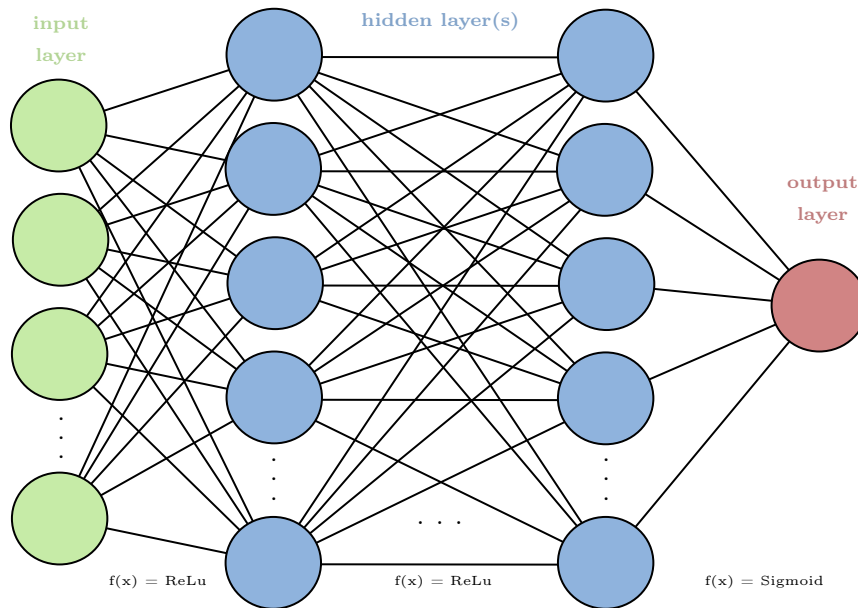 input
layer
hidden layer(s)
output
layer
. . .
f(x) = ReLu
f(x) = ReLu
f(x) = Sigmoid